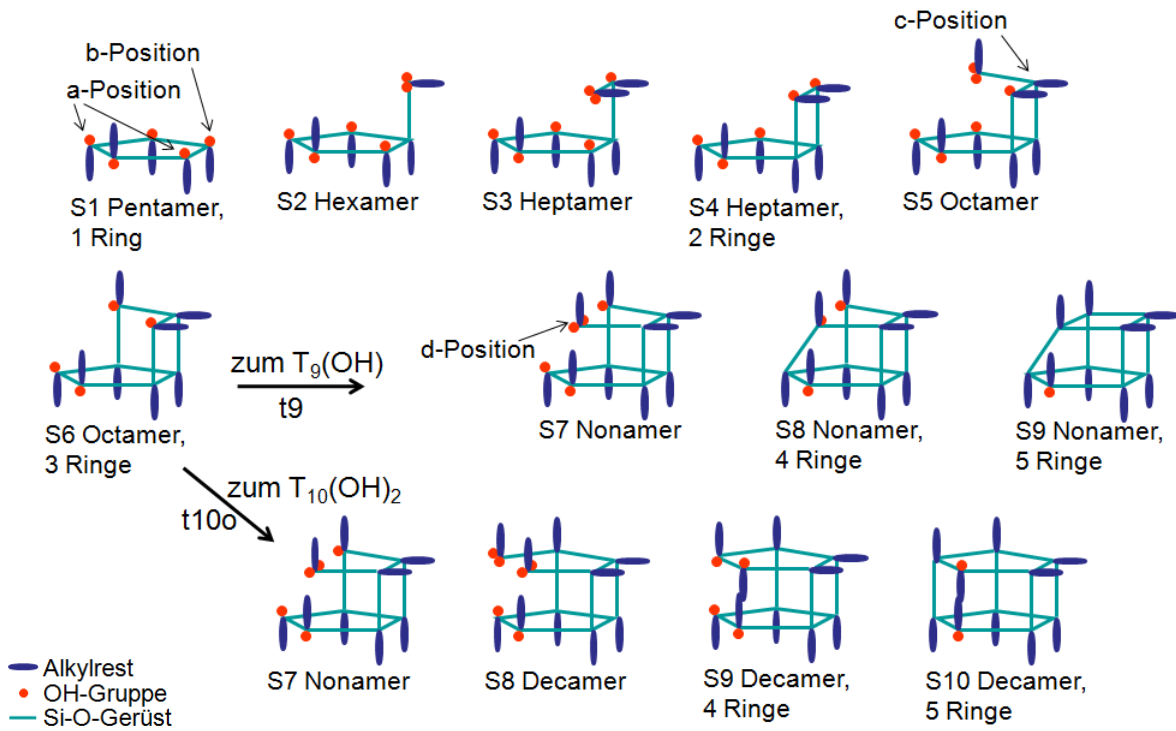 b-Position
a-Position
c-Position
S1 Pentamer,
1 Ring
S2 Hexamer
S3 Heptamer
S4 Heptamer,
2 Ringe
S5 Octamer
S6 Octamer,
3 Ringe
zum T₉(OH)
t9
d-Position
S7 Nonamer
S8 Nonamer,
4 Ringe
S9 Nonamer,
5 Ringe
zum T₁₀(OH)₂
t10o
S7 Nonamer
S8 Decamer
S9 Decamer,
4 Ringe
S10 Decamer,
5 Ringe
Alkylrest
OH-Gruppe
Si-O-Gerüst